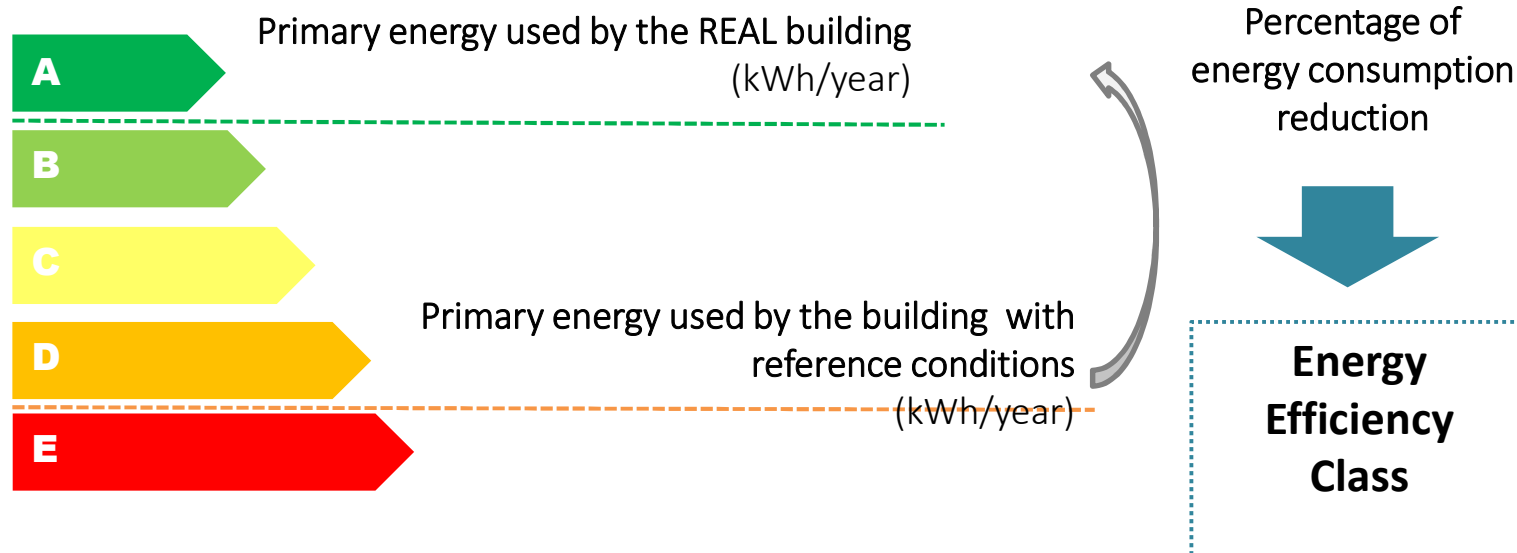 A
Primary energy used by the REAL building
(kWh/year)
B
C
D
Primary energy used by the building with
reference conditions
(kWh/year)
E
Percentage of
energy consumption
reduction
Energy
Efficiency
Class